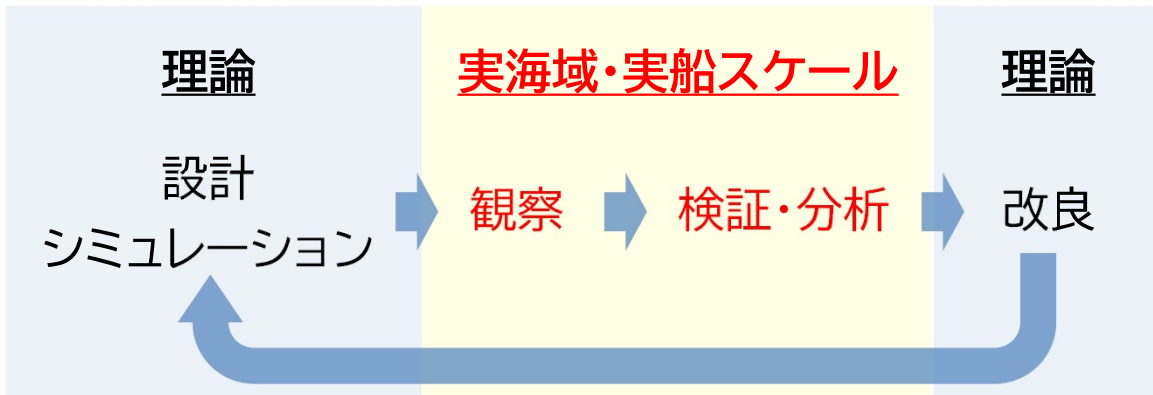 理論
実海域・実船スケール
理論
設計
シミュレーション
観察
検証・分析
改良